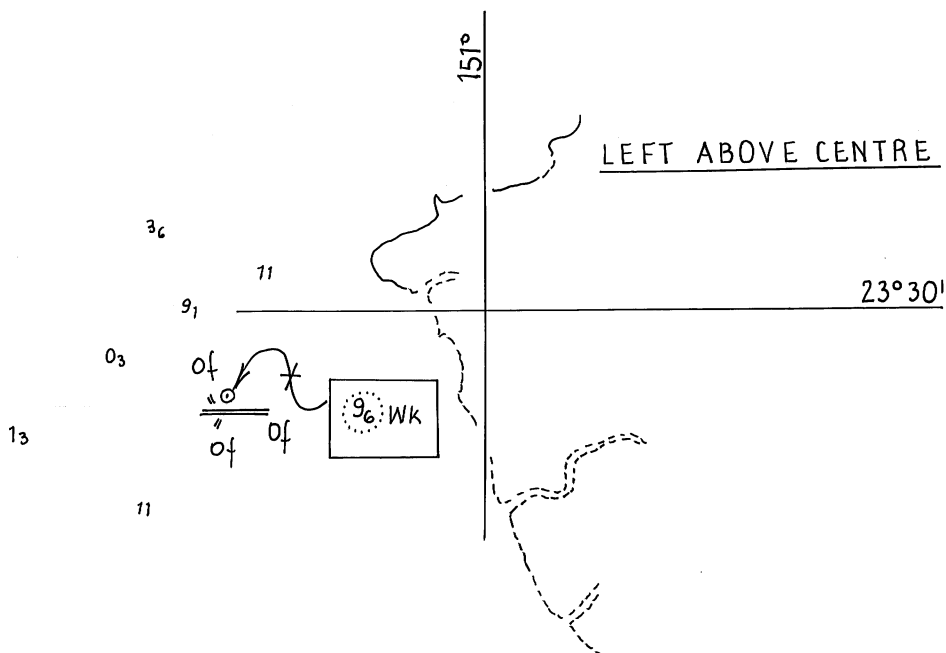 151°
LEFT ABOVE CENTRE
3₆
11
23° 30'
9₁
0₃
Of
9₆ Wk
1₃
Of
Of
11